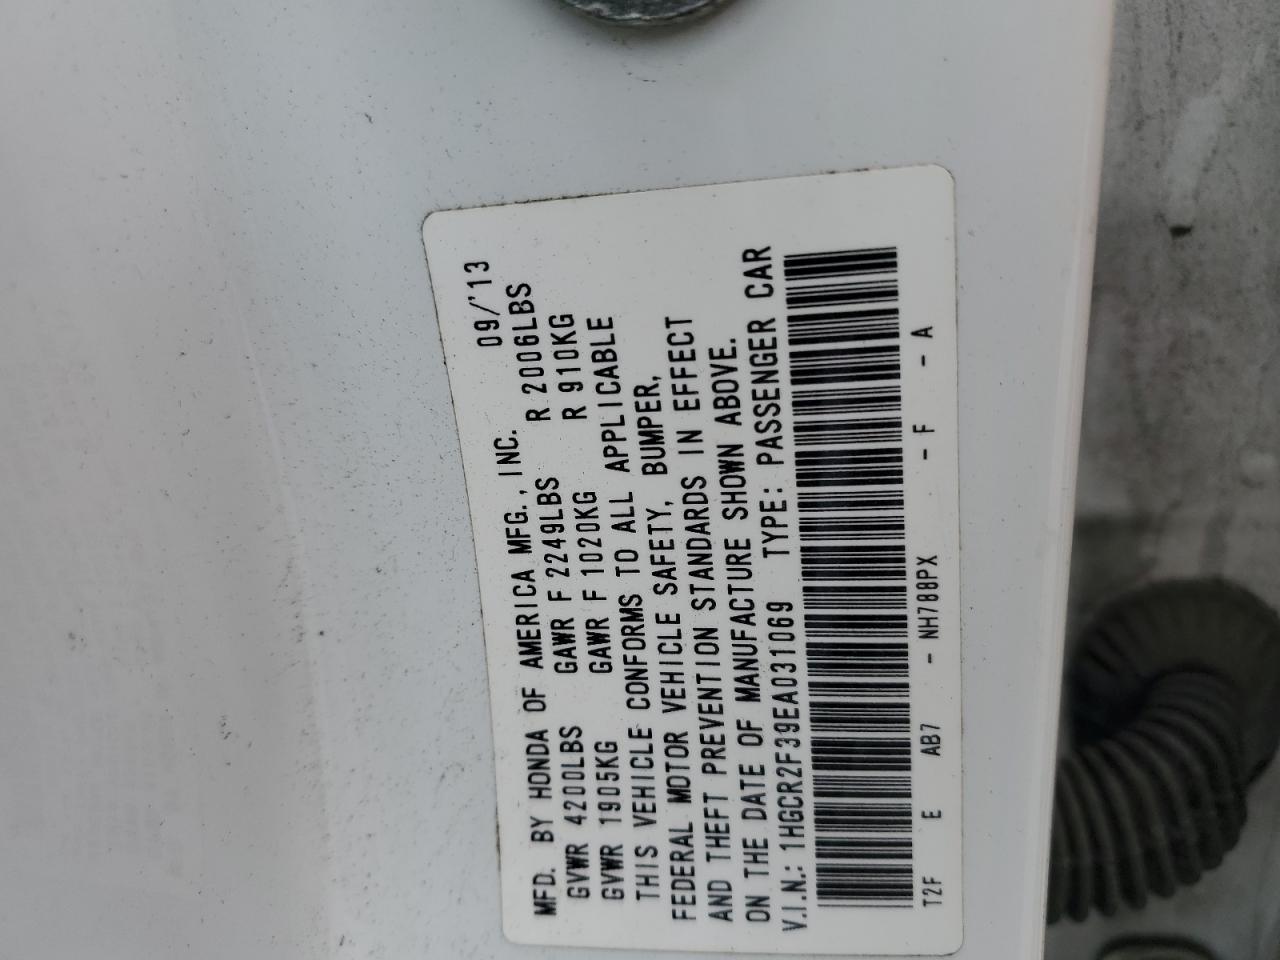 MFD. BY HONDA OF AMERICA MFG., INC. 09/'13
GVWR 4200LBS GAWR F 2249LBS R 2006LBS
GVWR 1905KG GAWR F 1020KG R 910KG
THIS VEHICLE CONFORMS TO ALL APPLICABLE
FEDERAL MOTOR VEHICLE SAFETY, BUMPER,
AND THEFT PREVENTION STANDARDS IN EFFECT
ON THE DATE OF MANUFACTURE SHOWN ABOVE.
V.I.N.: 1HGCR2F39EA031069 TYPE: PASSENGER CAR
T2F E AB7 - NH788PX - F - A